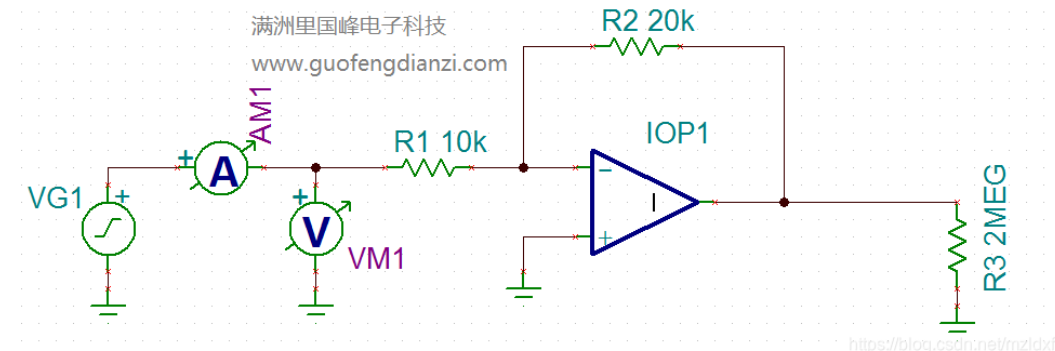 满洲里国峰电子科技
www.guofengdianzi.com
R2 20k
AM1
R1 10k
IOP1
+
A
−
VG1
+
+
V
I
+
VM1
R3 2MEG
https://blog.csdn.net/mzldxf